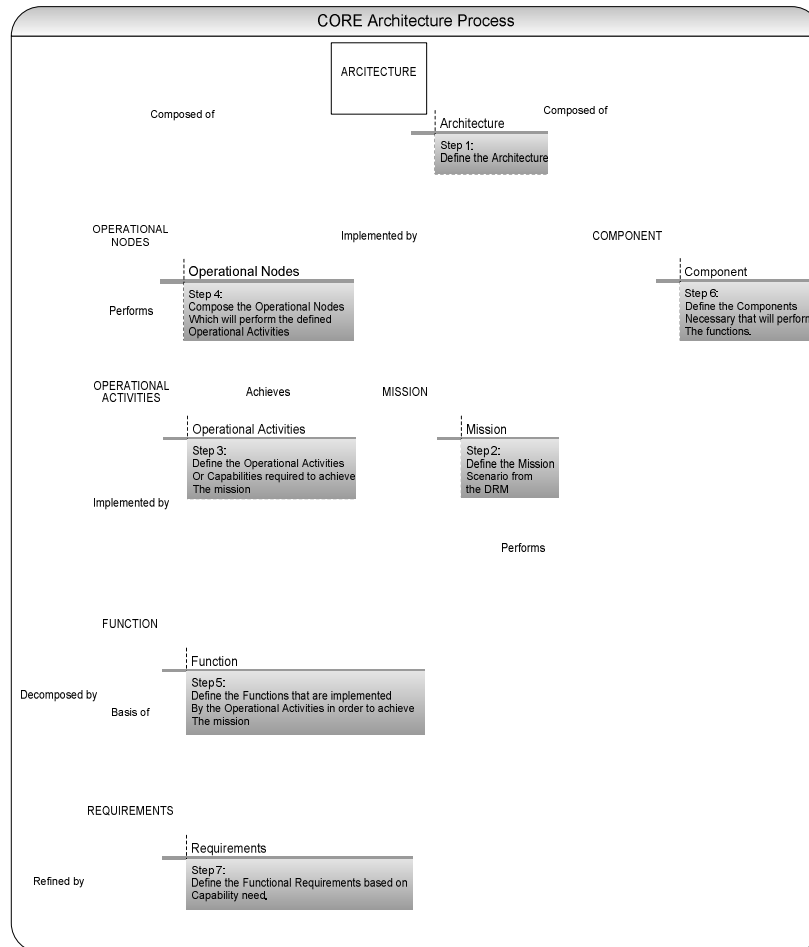 CORE Architecture Process
ARCITECTURE
Composed of
Composed of
Architecture
Step 1:
Define the Architecture
OPERATIONAL
NODES
Implemented by
COMPONENT
Operational Nodes
Step 4:
Compose the Operational Nodes
Which will perform the defined
Operational Activities
Component
Step 6:
Define the Components
Necessary that will perform
The functions.
Performs
OPERATIONAL
ACTIVITIES
Achieves
MISSION
Operational Activities
Step 3:
Define the Operational Activities
Or Capabilities required to achieve
The mission
Mission
Step 2:
Define the Mission
Scenario from
the DRM
Implemented by
Performs
FUNCTION
Function
Step 5:
Define the Functions that are implemented
By the Operational Activities in order to achieve
The mission
Decomposed by
Basis of
REQUIREMENTS
Requirements
Step 7:
Define the Functional Requirements based on
Capability need.
Refined by